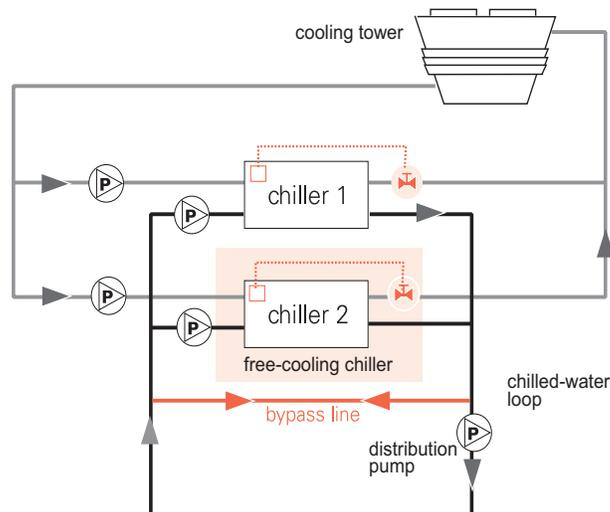 cooling tower
P
chiller 1
P
P
chiller 2
P
free-cooling chiller
chilled-water
loop
bypass line
P
distribution
pump